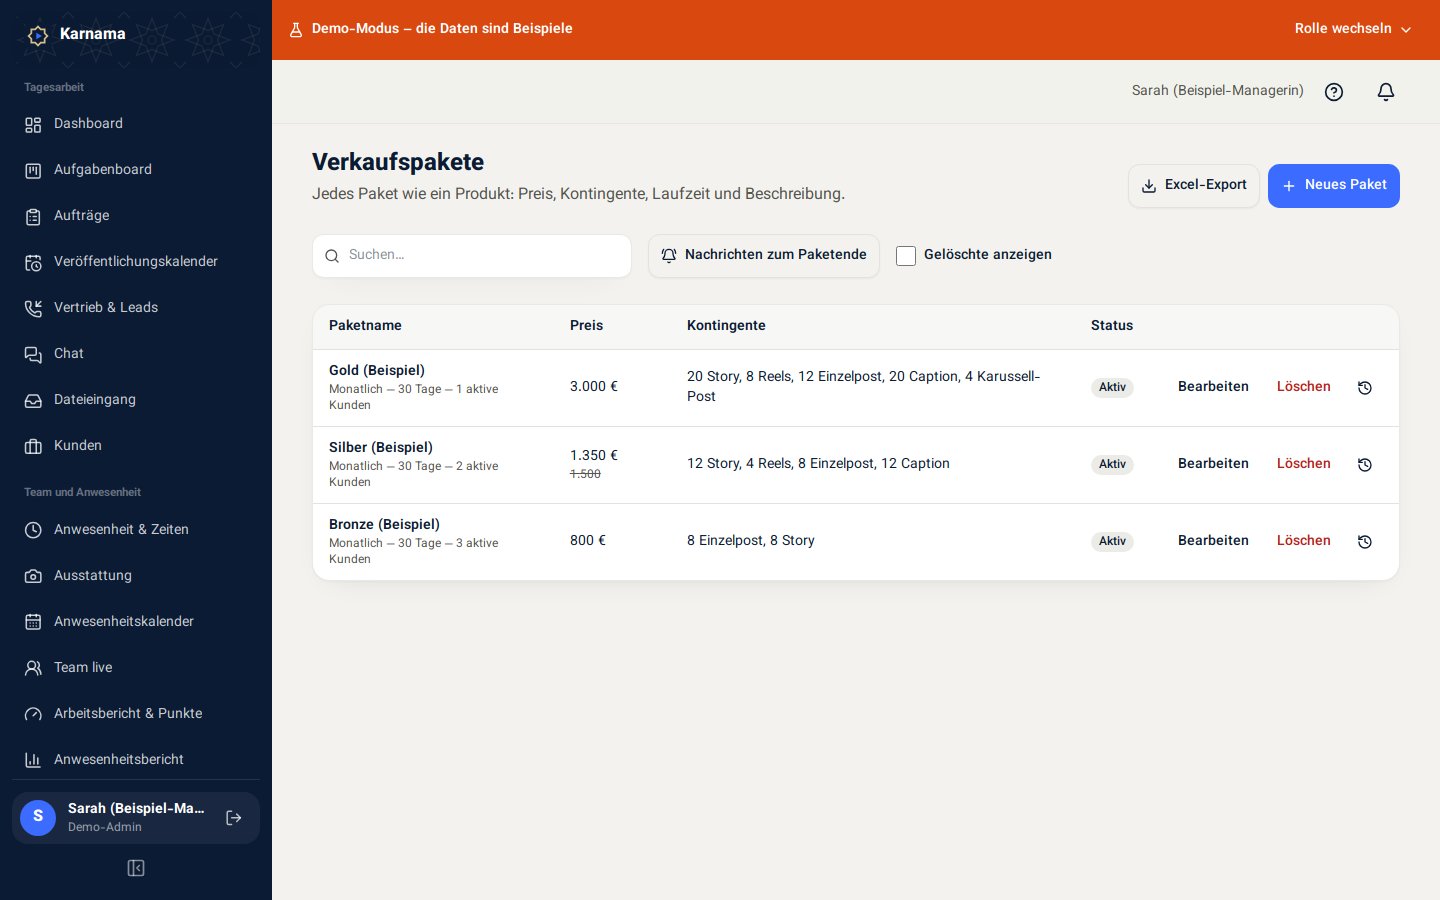 Karnama
Demo-Modus – die Daten sind Beispiele
Rolle wechseln
Sarah (Beispiel-Managerin)
Tagesarbeit
Dashboard
Aufgabenboard
Aufträge
Veröffentlichungskalender
Vertrieb & Leads
Chat
Dateieingang
Kunden
Team und Anwesenheit
Anwesenheit & Zeiten
Ausstattung
Anwesenheitskalender
Team live
Arbeitsbericht & Punkte
Anwesenheitsbericht
S
Sarah (Beispiel-Ma...
Demo-Admin
Verkaufspakete
Jedes Paket wie ein Produkt: Preis, Kontingente, Laufzeit und Beschreibung.
Excel-Export
Neues Paket
Suchen...
Nachrichten zum Paketende
Gelöschte anzeigen
Paketname Preis Kontingente Status
Gold (Beispiel)
Monatlich – 30 Tage – 1 aktive
Kunden
3.000 €
20 Story, 8 Reels, 12 Einzelpost, 20 Caption, 4 Karussell-
Post
Aktiv Bearbeiten Löschen
Silber (Beispiel)
Monatlich – 30 Tage – 2 aktive
Kunden
1.350 €
1.500
12 Story, 4 Reels, 8 Einzelpost, 12 Caption
Aktiv Bearbeiten Löschen
Bronze (Beispiel)
Monatlich – 30 Tage – 3 aktive
Kunden
800 €
8 Einzelpost, 8 Story
Aktiv Bearbeiten Löschen